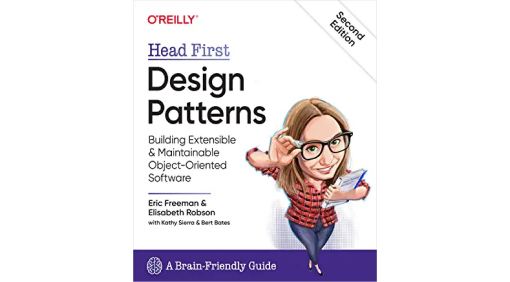 O'REILLY®
Second
Edition
Head First
Design
Patterns
Building Extensible
& Maintainable
Object-Oriented
Software
Eric Freeman &
Elisabeth Robson
with Kathy Sierra & Bert Bates
A Brain-Friendly Guide